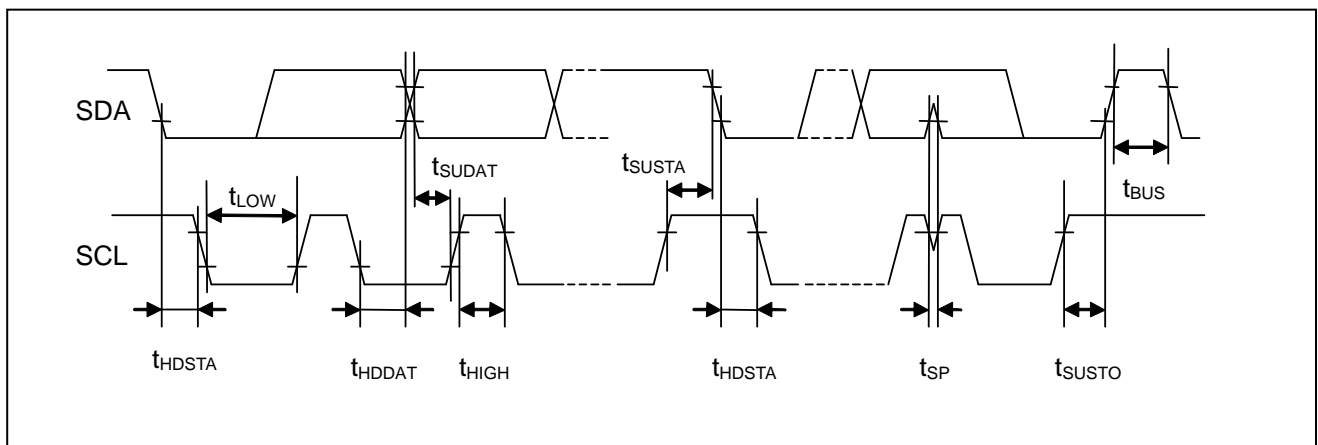 SDA
tSUDAT
tSUSTA
tLOW
tBUS
SCL
tHDSTA
tHDDAT
tHIGH
tHDSTA
tSP
tSUSTO